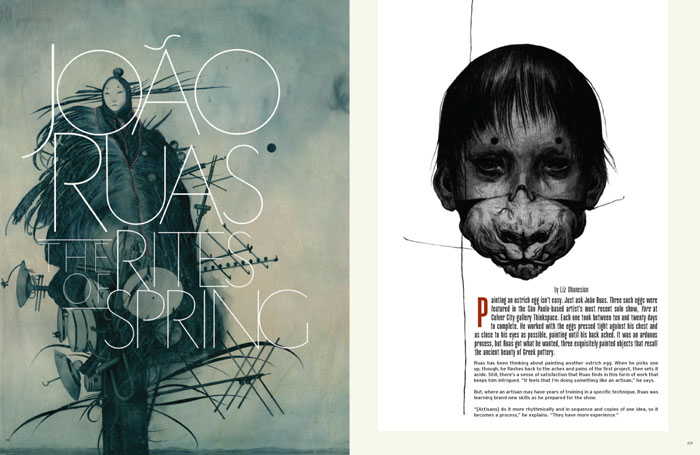 JOÃO
RUAS
THE RITES
OF SPRING
by Liz Ohanesian
Painting an ostrich egg isn't easy. Just ask João Ruas. Three such eggs were
featured in the São Paulo-based artist's most recent solo show, Yore at
Culver City gallery Thinkspace. Each one took between ten and twenty days
to complete. He worked with the eggs pressed tight against his chest and
as close to his eyes as possible, painting until his back ached. It was an arduous
process, but Ruas got what he wanted, three exquisitely painted objects that recall
the ancient beauty of Greek pottery.
Ruas has been thinking about painting another ostrich egg. When he picks one
up, though, he flashes back to the aches and pains of the first project, then sets it
aside. Still, there's a sense of satisfaction that Ruas finds in this form of work that
keeps him intrigued. "It feels that I'm doing something like an artisan," he says.
But, where an artisan may have years of training in a specific technique, Ruas was
learning brand new skills as he prepared for the show.
"[Artisans] do it more rhythmically and in sequence and copies of one idea, so it
becomes a process," he explains. "They have more experience."